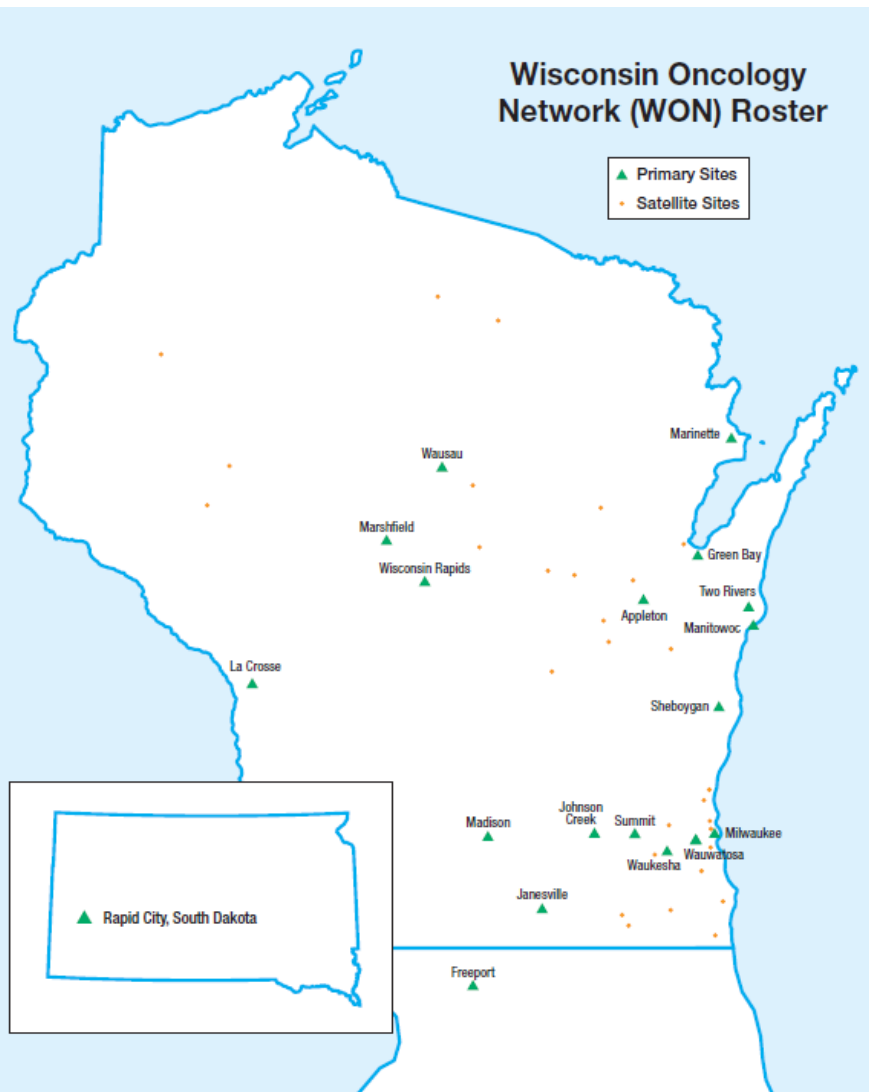 Wisconsin Oncology
Network (WON) Roster
Primary Sites
Satellite Sites
Marinette
Wausau
Marshfield
Green Bay
Wisconsin Rapids
Two Rivers
Appleton
Manitowoc
La Crosse
Sheboygan
Johnson
Creek
Madison
Summit
Milwaukee
Wauwatosa
Waukesha
Janesville
Rapid City, South Dakota
Freeport